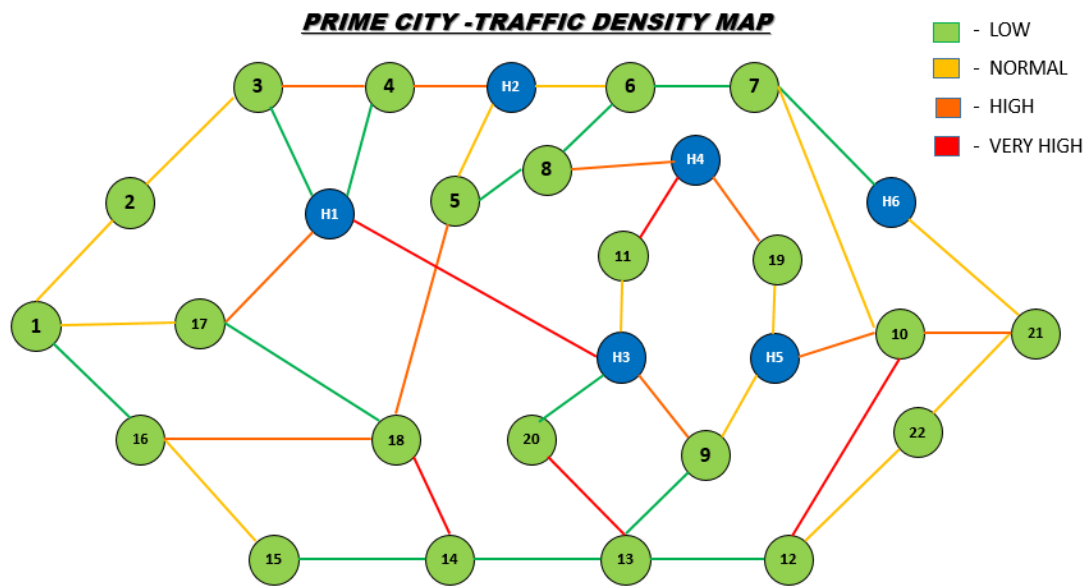 PRIME CITY -TRAFFIC DENSITY MAP
- LOW
- NORMAL
- HIGH
- VERY HIGH
3
4
H2
6
7
8
H4
2
H1
5
H6
11
19
1
17
H3
H5
10
21
16
18
20
9
22
15
14
13
12